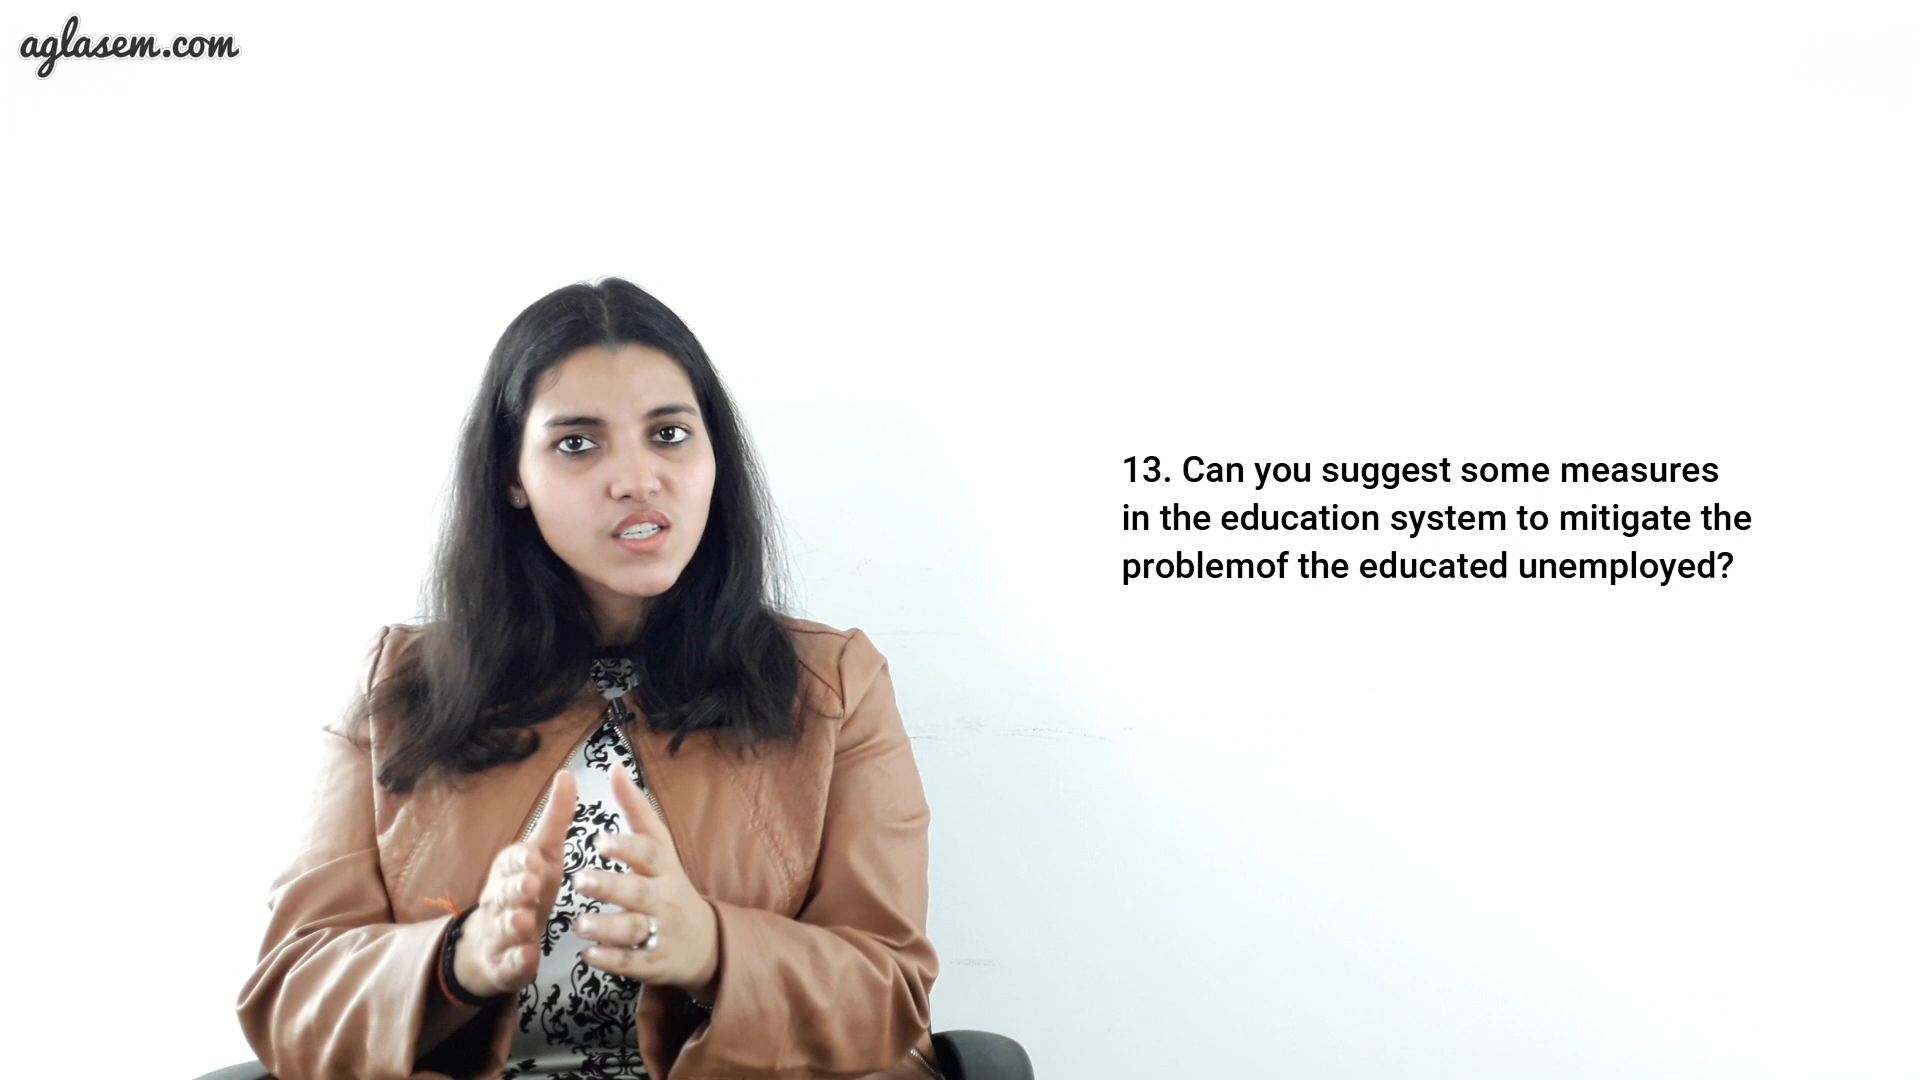 aglasem.com
13. Can you suggest some measures
in the education system to mitigate the
problemof the educated unemployed?